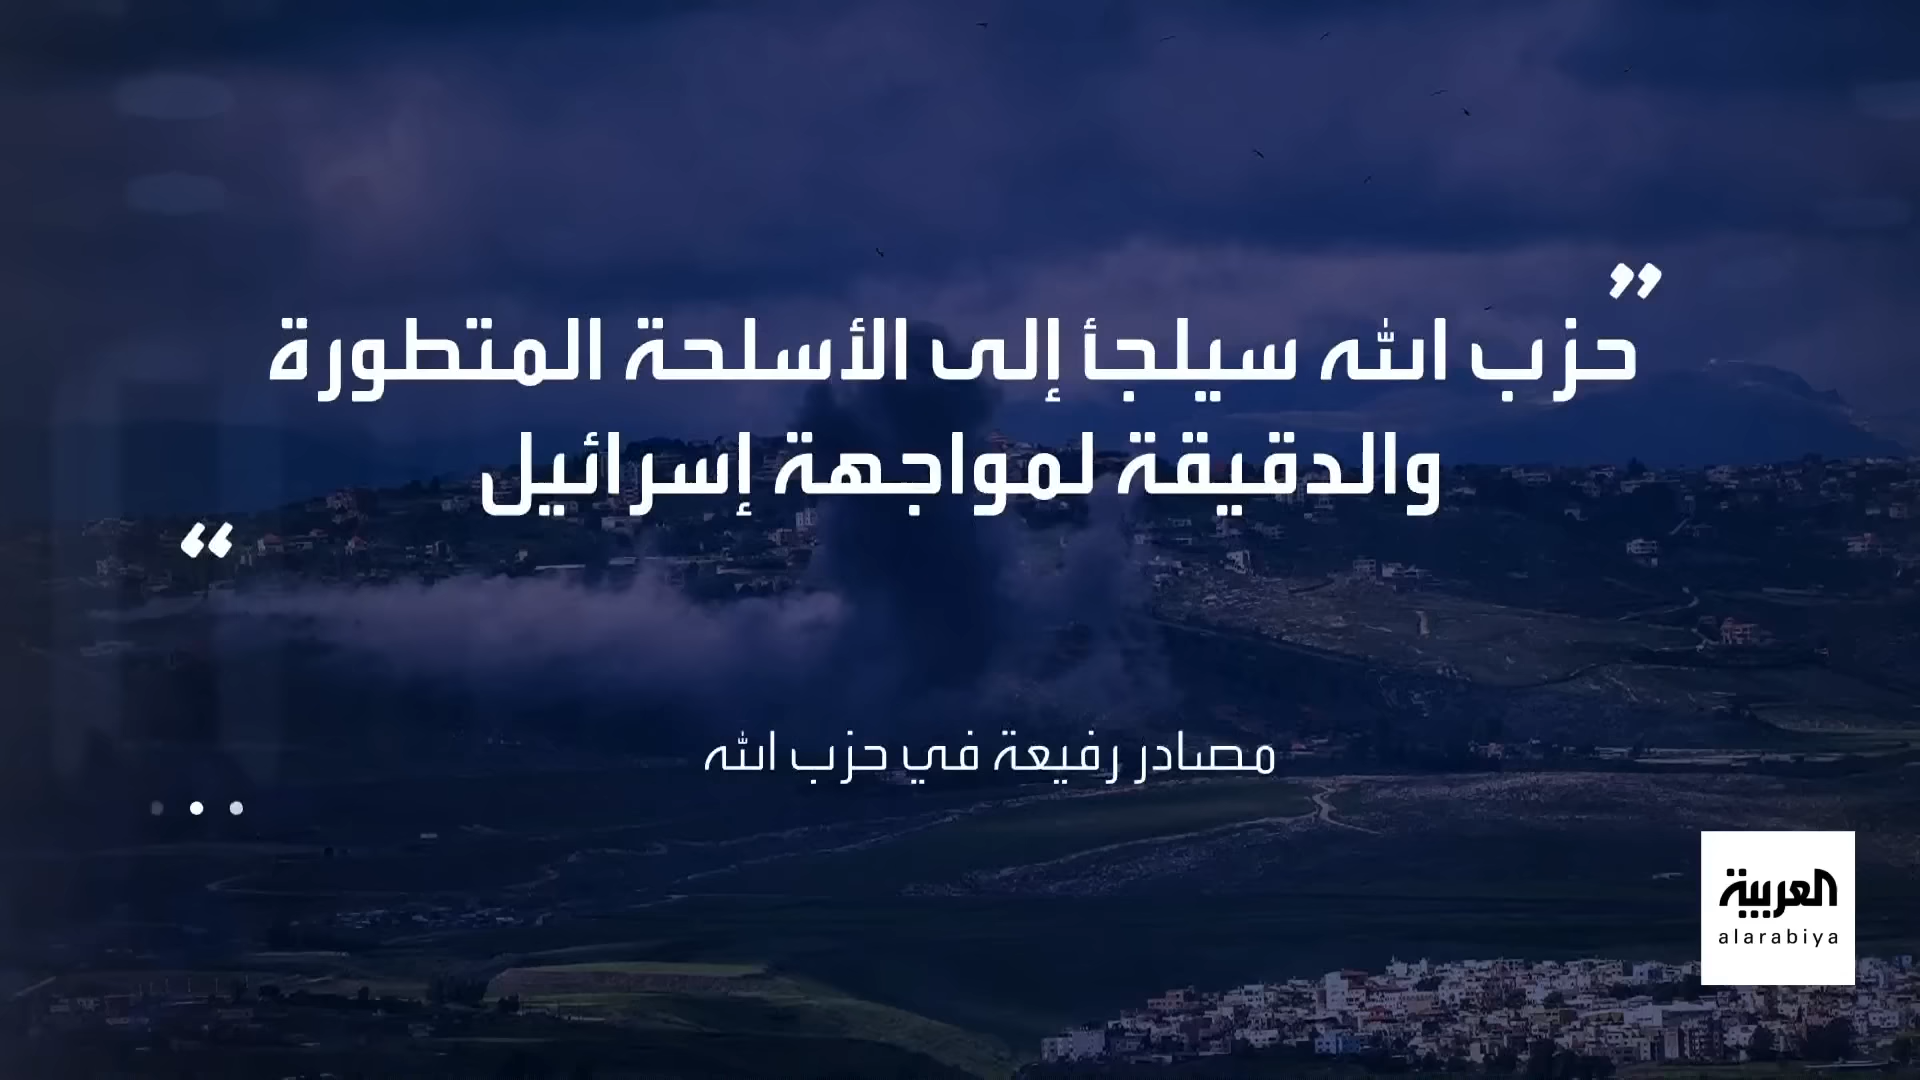 ”حزب الله سيلجأ إلى الأسلحة المتطورة
والدقيقة لمواجهة إسرائيل“
مصادر رفيعة في حزب الله
العربية
alarabiya